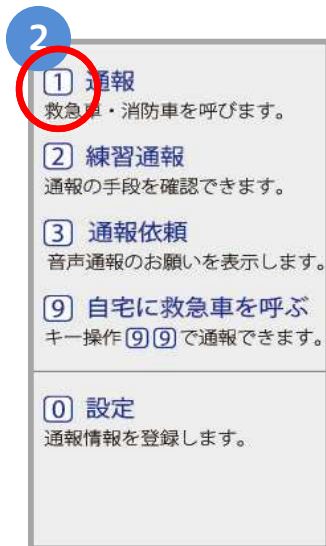 2
1 通報
救急車・消防車を呼びます。
2 練習通報
通報の手段を確認できます。
3 通報依頼
音声通報のお願いを表示します。
9 自宅に救急車を呼ぶ
キー操作99で通報できます。
0 設定
通報情報を登録します。